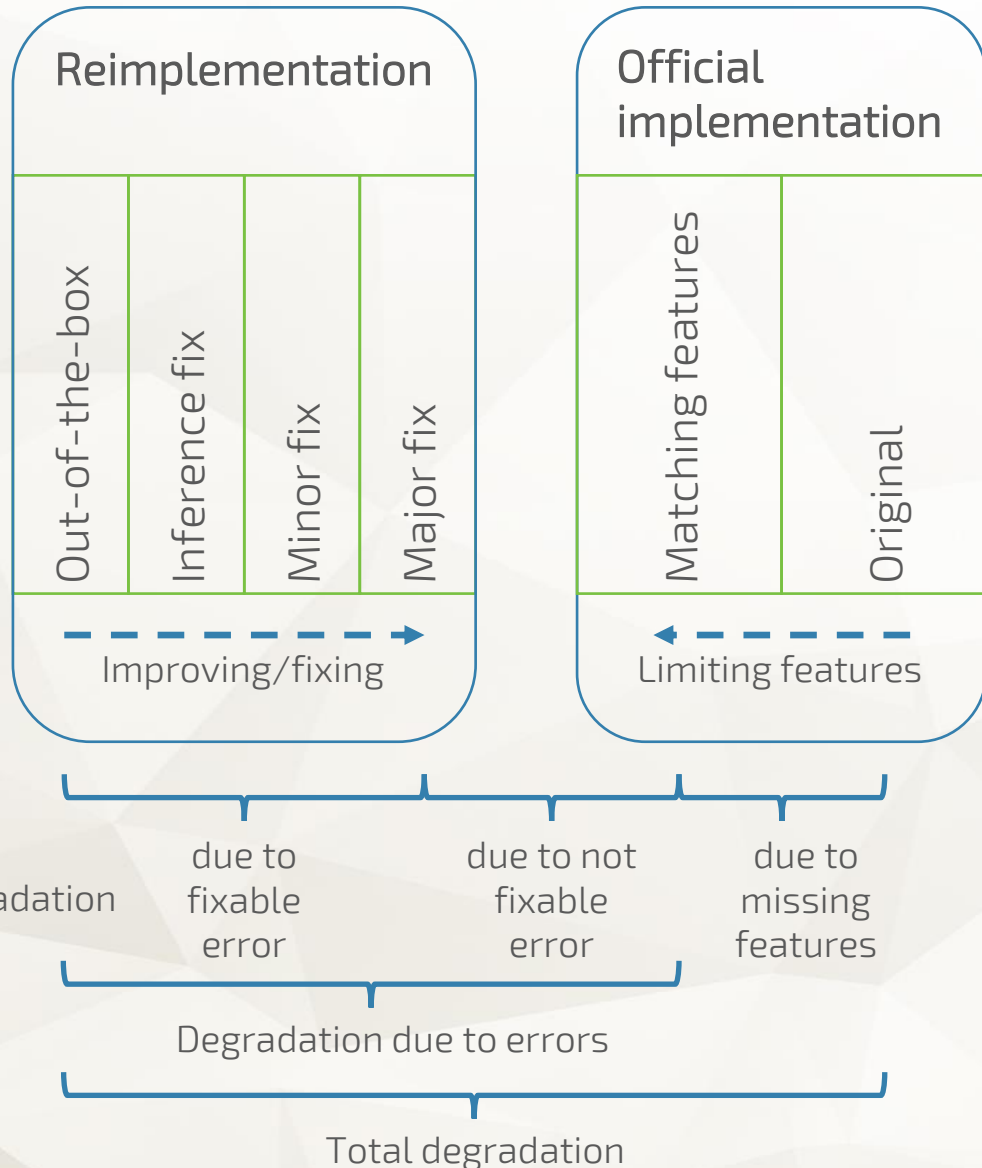 Reimplementation
Official
implementation
Out-of-the-box
Inference fix
Minor fix
Major fix
Matching features
Original
Improving/fixing
Limiting features
adation
due to
fixable
error
due to not
fixable
error
due to
missing
features
Degradation due to errors
Total degradation